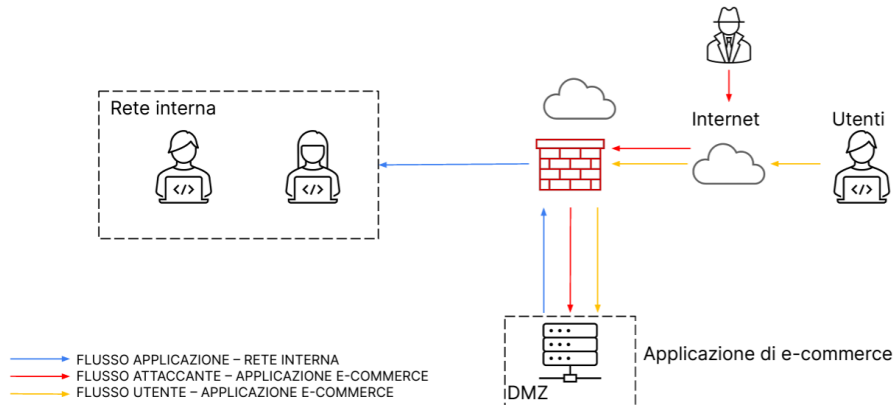 Rete interna
Internet
Utenti
</>
</>
</>
Applicazione di e-commerce
DMZ
FLUSSO APPLICAZIONE – RETE INTERNA
FLUSSO ATTACCANTE – APPLICAZIONE E-COMMERCE
FLUSSO UTENTE – APPLICAZIONE E-COMMERCE